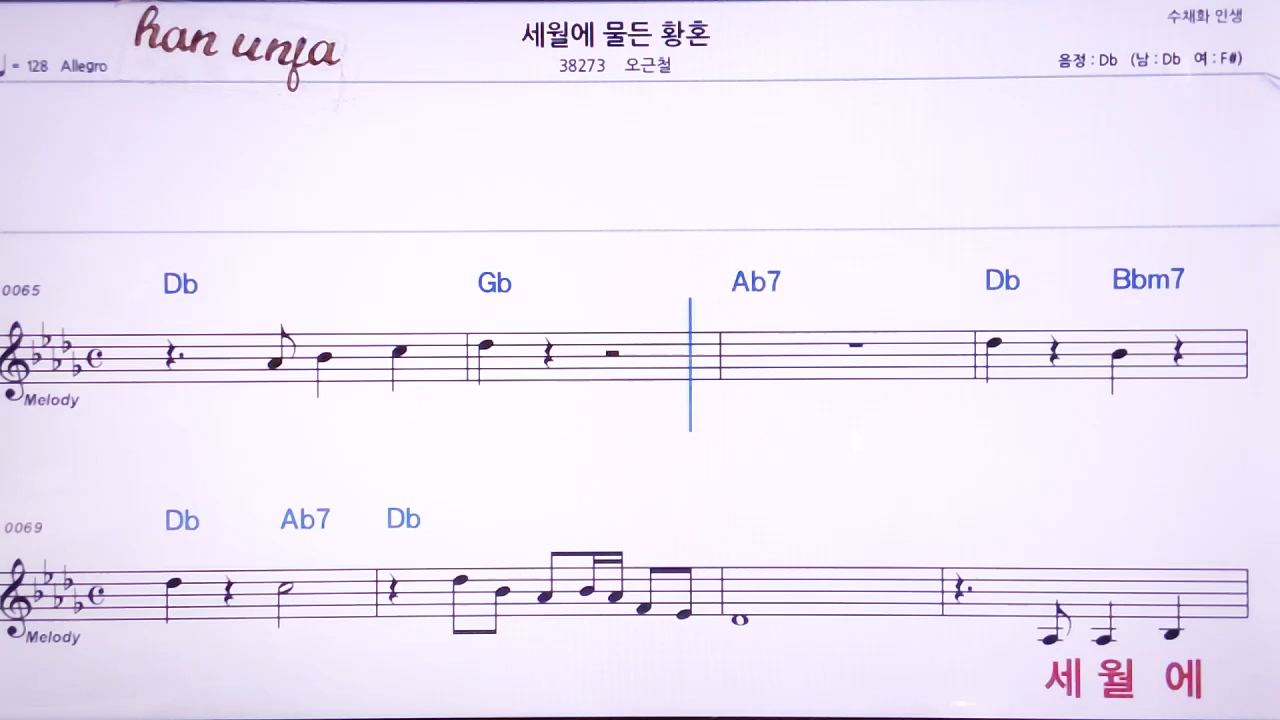 han unfa
세월에 물든 황혼
수채화 인생
= 128 Allegro
38273 오근철
음정 : Db (남 : Db 여 : F#)
0065 Db Gb Ab7 Db Bbm7
Melody
0069 Db Ab7 Db
Melody
세 월 에